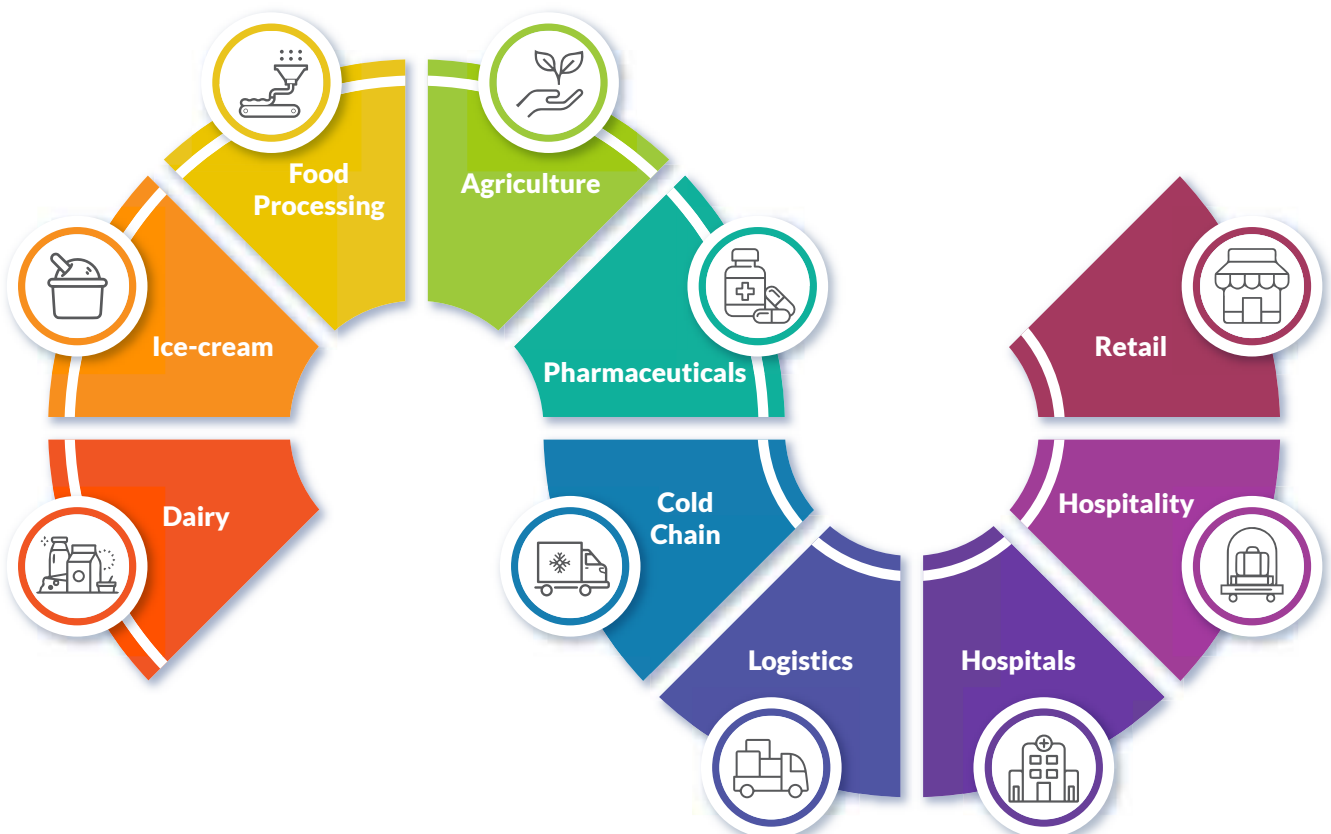 Dairy
Ice-cream
Food
Processing
Agriculture
Pharmaceuticals
Cold
Chain
Logistics
Hospitals
Hospitality
Retail